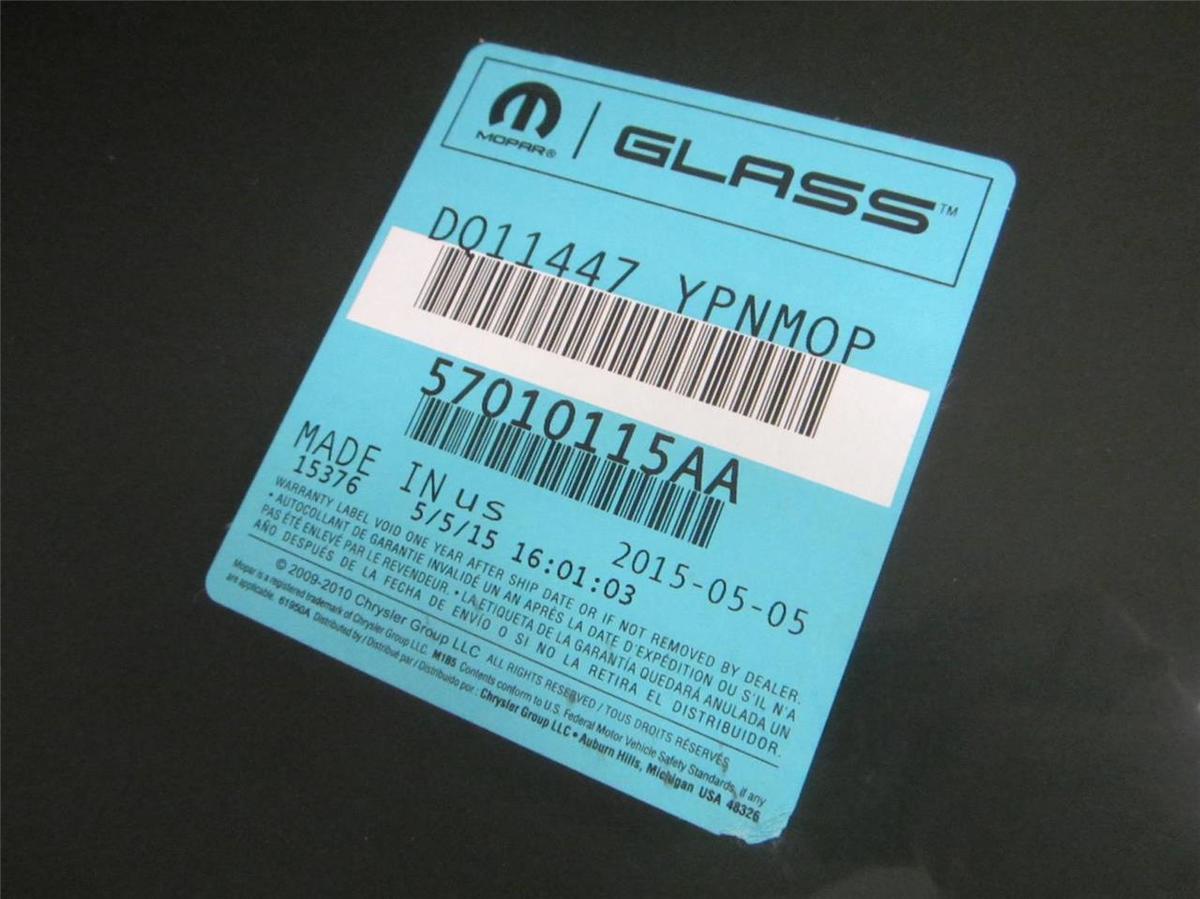 MOPAR® | GLASS™
DQ11447 YPNMOP
57010115AA
MADE IN us
15376 5/5/15 16:01:03 2015-05-05
WARRANTY LABEL VOID ONE YEAR AFTER SHIP DATE OR IF NOT REMOVED BY DEALER.
• AUTOCOLLANT DE GARANTIE INVALIDÉ UN AN APRÈS LA DATE D'EXPÉDITION OU S'IL N'A
PAS ÉTÉ ENLEVÉ PAR LE REVENDEUR. • LA ETIQUETA DE LA GARANTÍA QUEDARÁ ANULADA UN
AÑO DESPUÉS DE LA FECHA DE ENVÍO O SI NO LA RETIRA EL DISTRIBUIDOR.
© 2009-2010 Chrysler Group LLC ALL RIGHTS RESERVED / TOUS DROITS RÉSERVÉS
Mopar is a registered trademark of Chrysler Group LLC. M185 Contents conform to U.S. Federal Motor Vehicle Safety Standards, if any
are applicable. 61950A Distributed by / Distribué par / Distribuido por : Chrysler Group LLC • Auburn Hills, Michigan USA 48326